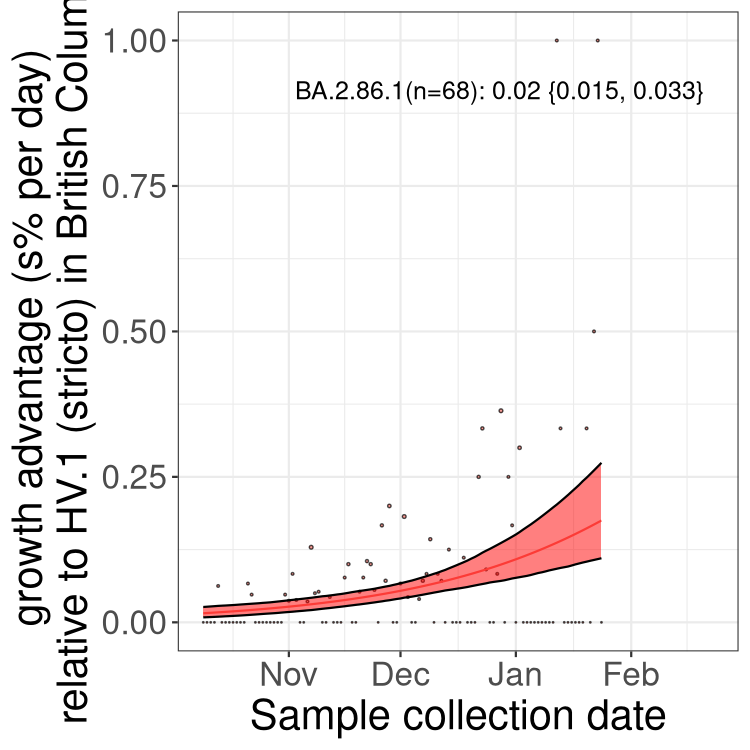 growth advantage (s% per day)
relative to HV.1 (stricto) in British Colum
1.00
0.75
0.50
0.25
0.00
BA.2.86.1(n=68): 0.02 {0.015, 0.033}
Nov Dec Jan Feb
Sample collection date